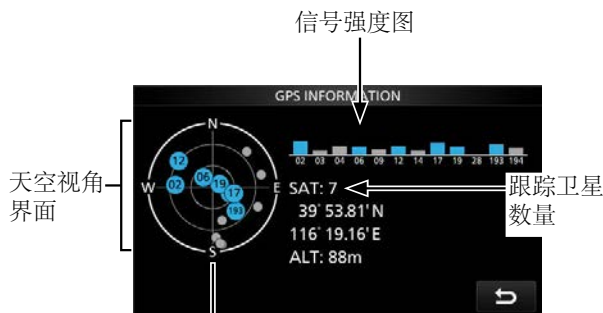 信号强度图
GPS INFORMATION
N
W
E
S
12
02
06
19
17
193
02 03 04 06 09 12 14 17 19 28 193 194
SAT: 7
39° 53.81' N
116° 19.16' E
ALT: 88m
天空视角
界面
跟踪卫星
数量